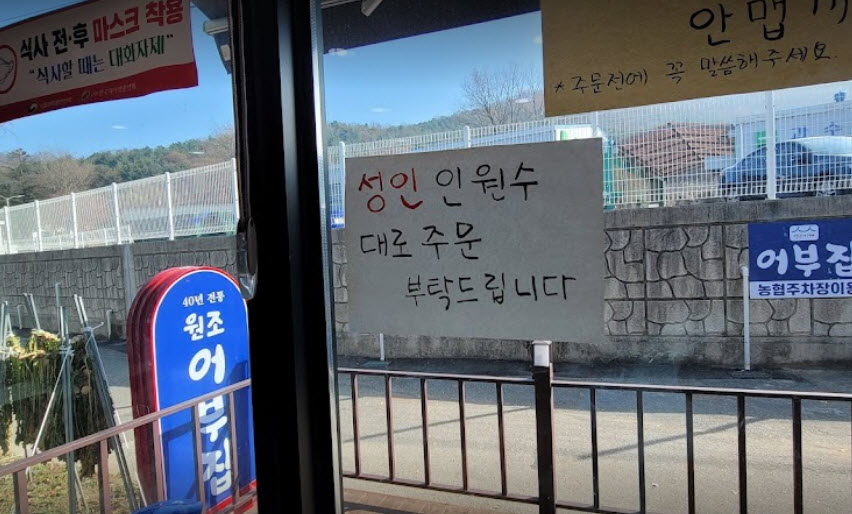 식사 전·후 마스크 착용
"식사할 때는 대화자제"
안맵게
*주문전에 꼭 말씀해주세요.
성인 인원수
대로 주문
부탁드립니다
40년 전통
원조
어부집
어부집
농협주차장이용